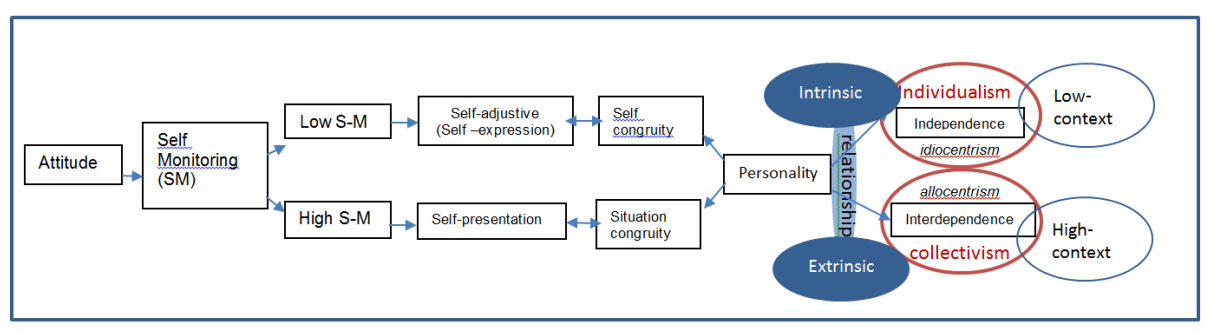 Attitude
Self
Monitoring
(SM)
Low S-M
High S-M
Self-adjustive
(Self –expression)
Self-presentation
Self
congruity
Situation
congruity
Personality
Intrinsic
relationship
Extrinsic
Individualism
Independence
idiocentrism
allocentrism
Interdependence
collectivism
Low-
context
High-
context